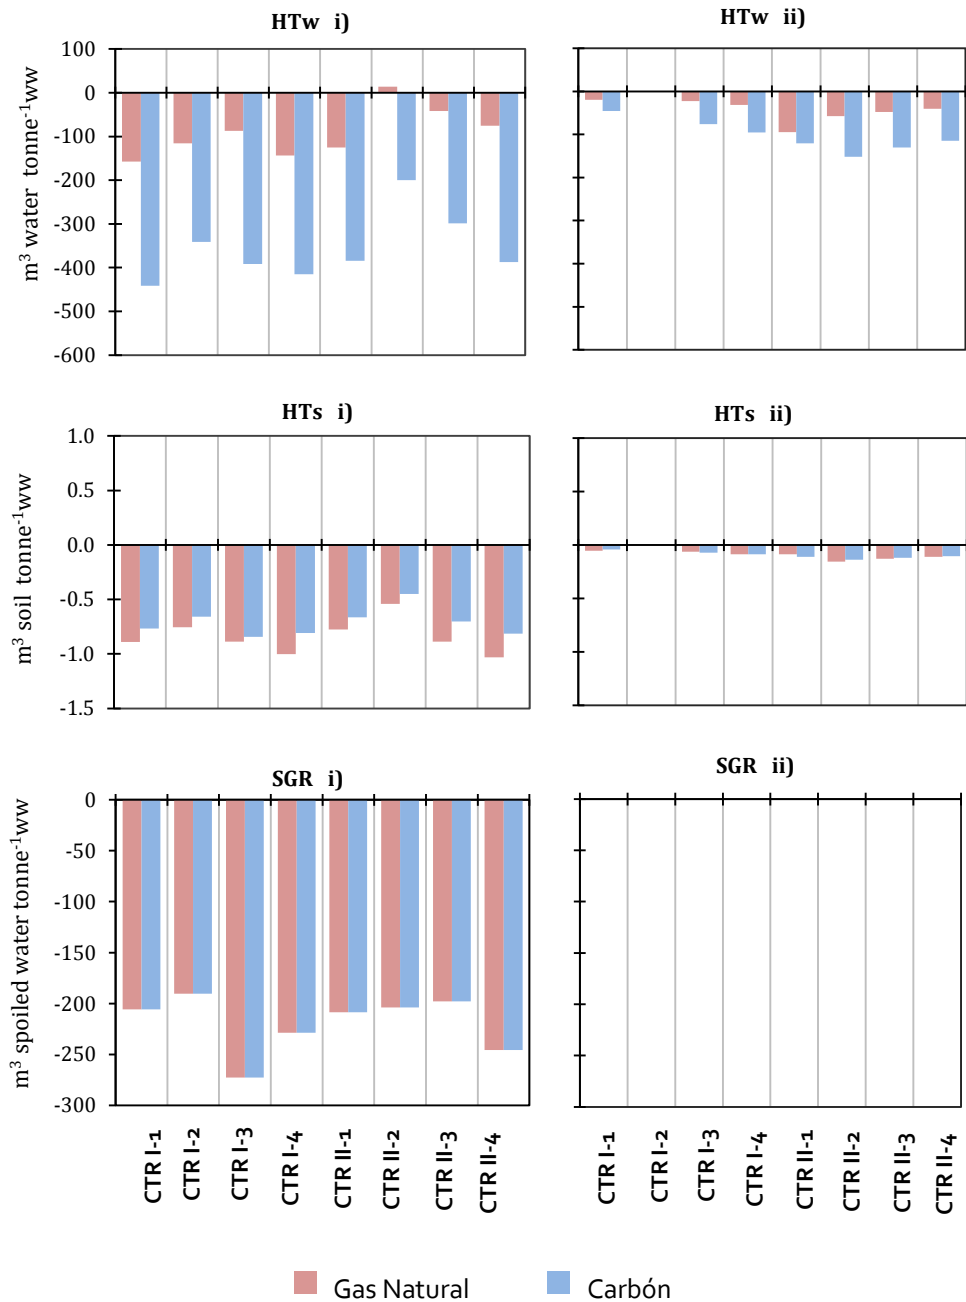 HTw i)
HTw ii)
m³ water tonne⁻¹ww
100
0
-100
-200
-300
-400
-500
-600
HTs i)
HTs ii)
m³ soil tonne⁻¹ww
1.0
0.5
0.0
-0.5
-1.0
-1.5
SGR i)
SGR ii)
m³ spoiled water tonne⁻¹ww
0
-50
-100
-150
-200
-250
-300
CTR I-1
CTR I-2
CTR I-3
CTR I-4
CTR II-1
CTR II-2
CTR II-3
CTR II-4
CTR I-1
CTR I-2
CTR I-3
CTR I-4
CTR II-1
CTR II-2
CTR II-3
CTR II-4
Gas Natural
Carbón